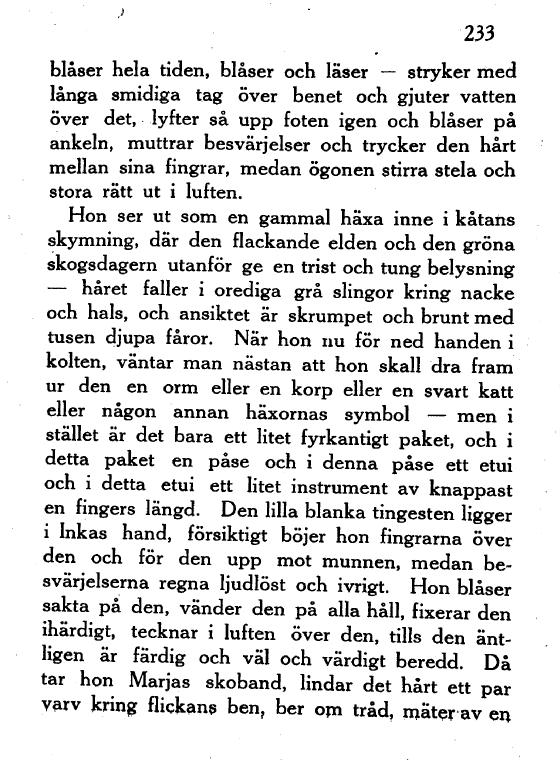 233
blåser hela tiden, blåser och läser — stryker med
långa smidiga tag över benet och gjuter vatten
över det, lyfter så upp foten igen och blåser på
ankeln, muttrar besvärjelser och trycker den hårt
mellan sina fingrar, medan ögonen stirra stela och
stora rätt ut i luften.
Hon ser ut som en gammal häxa inne i kåtans
skymning, där den flackande elden och den gröna
skogsdagern utanför ge en trist och tung belysning
— håret faller i orediga grå slingor kring nacke
och hals, och ansiktet är skrumpet och brunt med
tusen djupa fåror. När hon nu för ned handen i
kolten, väntar man nästan att hon skall dra fram
ur den en orm eller en korp eller en svart katt
eller någon annan häxornas symbol — men i
stället är det bara ett litet fyrkantigt paket, och i
detta paket en påse och i denna påse ett etui
och i detta etui ett litet instrument av knappast
en fingers längd. Den lilla blanka tingesten ligger
i Inkas hand, försiktigt böjer hon fingrarna över
den och för den upp mot munnen, medan be-
svärjelserna regna ljudlöst och ivrigt. Hon blåser
sakta på den, vänder den på alla håll, fixerar den
ihärdigt, tecknar i luften över den, tills den änt-
ligen är färdig och väl och värdigt beredd. Då
tar hon Marjas skoband, lindar det hårt ett par
varv kring flickans ben, ber om tråd, mäter av en